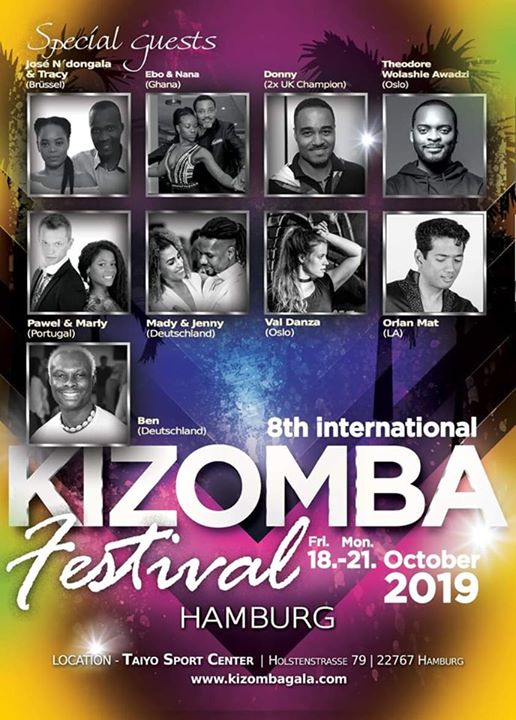 Special guests
José N´dongala
& Tracy
(Brüssel)
Ebo & Nana
(Ghana)
Donny
(2x UK Champion)
Theodore
Wolashie Awadzi
(Oslo)
Pawel & Marly
(Portugal)
Mady & Jenny
(Deutschland)
Val Danza
(Oslo)
Orlan Mat
(LA)
Ben
(Deutschland)
8th international
KIZOMBA
Festival
Fri. Mon.
18.-21. October
2019
HAMBURG
LOCATION - TAIYO SPORT CENTER | HOLSTENSTRASSE 79 | 22767 HAMBURG
www.kizombagala.com